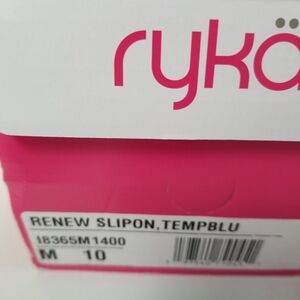 rykä
RENEW SLIPON,TEMPBLU
I8365M1400
M 10